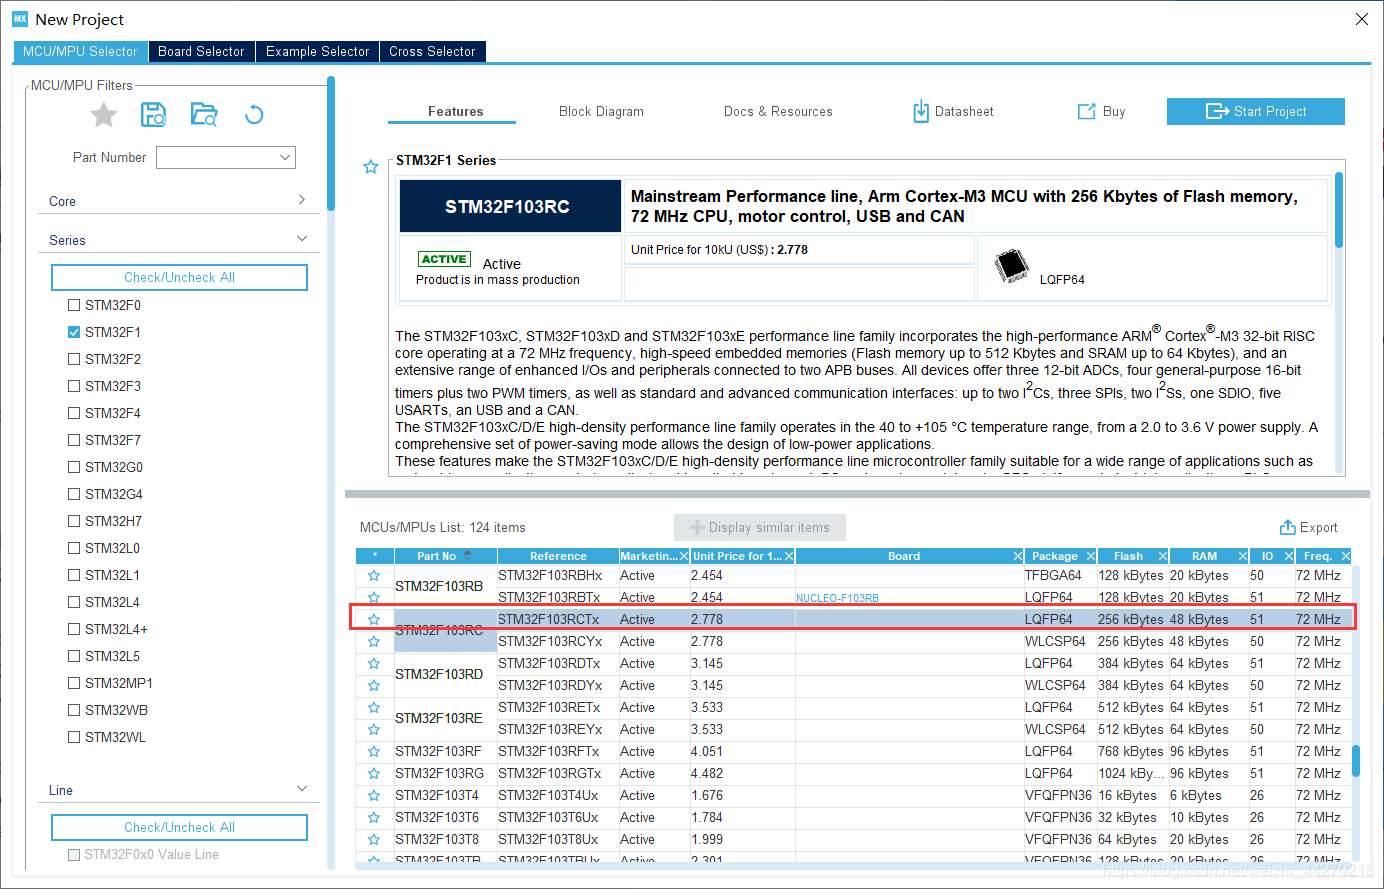 MX New Project
MCU/MPU Selector Board Selector Example Selector Cross Selector
MCU/MPU Filters
Part Number
Core
Series
Check/Uncheck All
STM32F0
STM32F1
STM32F2
STM32F3
STM32F4
STM32F7
STM32G0
STM32G4
STM32H7
STM32L0
STM32L1
STM32L4
STM32L4+
STM32L5
STM32MP1
STM32WB
STM32WL
Line
Check/Uncheck All
STM32F0x0 Value Line
Features Block Diagram Docs & Resources Datasheet Buy Start Project
STM32F1 Series
STM32F103RC
Mainstream Performance line, Arm Cortex-M3 MCU with 256 Kbytes of Flash memory,
72 MHz CPU, motor control, USB and CAN
ACTIVE Active
Product is in mass production
Unit Price for 10kU (US$) : 2.778
LQFP64
The STM32F103xC, STM32F103xD and STM32F103xE performance line family incorporates the high-performance ARM® Cortex®-M3 32-bit RISC
core operating at a 72 MHz frequency, high-speed embedded memories (Flash memory up to 512 Kbytes and SRAM up to 64 Kbytes), and an
extensive range of enhanced I/Os and peripherals connected to two APB buses. All devices offer three 12-bit ADCs, four general-purpose 16-bit
timers plus two PWM timers, as well as standard and advanced communication interfaces: up to two I²Cs, three SPIs, two I²Ss, one SDIO, five
USARTs, an USB and a CAN.
The STM32F103xC/D/E high-density performance line family operates in the 40 to +105 °C temperature range, from a 2.0 to 3.6 V power supply. A
comprehensive set of power-saving mode allows the design of low-power applications.
These features make the STM32F103xC/D/E high-density performance line microcontroller family suitable for a wide range of applications such as
MCUs/MPUs List: 124 items Display similar items Export
* Part No Reference Marketin... Unit Price for 1... Board Package Flash RAM IO Freq.
STM32F103RB STM32F103RBHx Active 2.454 TFBGA64 128 kBytes 20 kBytes 50 72 MHz
STM32F103RBTx Active 2.454 NUCLEO-F103RB LQFP64 128 kBytes 20 kBytes 51 72 MHz
STM32F103RC STM32F103RCTx Active 2.778 LQFP64 256 kBytes 48 kBytes 51 72 MHz
STM32F103RCYx Active 2.778 WLCSP64 256 kBytes 48 kBytes 50 72 MHz
STM32F103RD STM32F103RDTx Active 3.145 LQFP64 384 kBytes 64 kBytes 51 72 MHz
STM32F103RDYx Active 3.145 WLCSP64 384 kBytes 64 kBytes 50 72 MHz
STM32F103RE STM32F103RETx Active 3.533 LQFP64 512 kBytes 64 kBytes 51 72 MHz
STM32F103REYx Active 3.533 WLCSP64 512 kBytes 64 kBytes 50 72 MHz
STM32F103RF STM32F103RFTx Active 4.051 LQFP64 768 kBytes 96 kBytes 51 72 MHz
STM32F103RG STM32F103RGTx Active 4.482 LQFP64 1024 kBy... 96 kBytes 51 72 MHz
STM32F103T4 STM32F103T4Ux Active 1.676 VFQFPN36 16 kBytes 6 kBytes 26 72 MHz
STM32F103T6 STM32F103T6Ux Active 1.784 VFQFPN36 32 kBytes 10 kBytes 26 72 MHz
STM32F103T8 STM32F103T8Ux Active 1.999 VFQFPN36 64 kBytes 20 kBytes 26 72 MHz
STM32F103TB STM32F103TBUx Active 2.301 VFQFPN36 128 kBytes 20 kBytes 26 72 MHz
https://blog.csdn.net/weixin_44270218